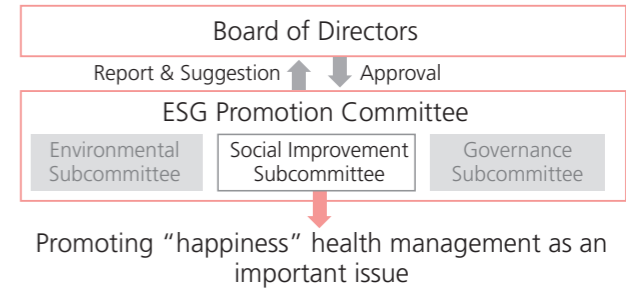 Board of Directors
Report & Suggestion
Approval
ESG Promotion Committee
Environmental
Subcommittee
Social Improvement
Subcommittee
Governance
Subcommittee
Promoting “happiness” health management as an
important issue